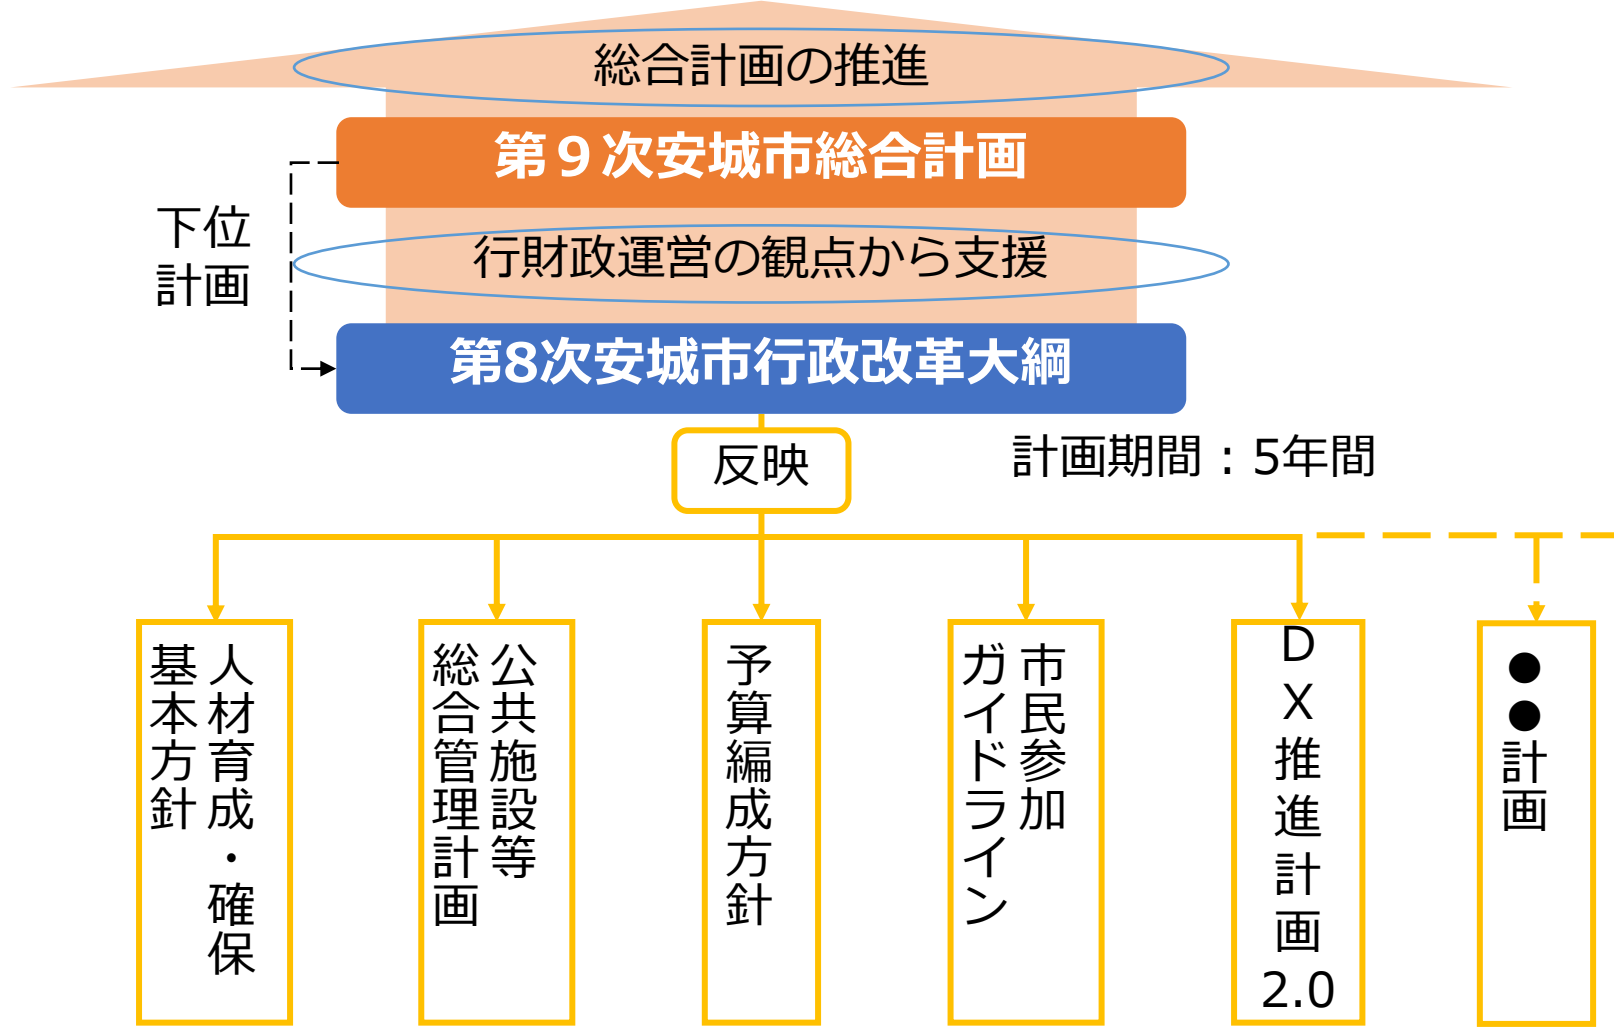 総合計画の推進
第９次安城市総合計画
下位
計画
行財政運営の観点から支援
第8次安城市行政改革大綱
反映
計画期間：5年間
人材育成・確保
基本方針
公共施設等
総合管理計画
予算編成方針
市民参加
ガイドライン
DX推進計画2.0
●●計画